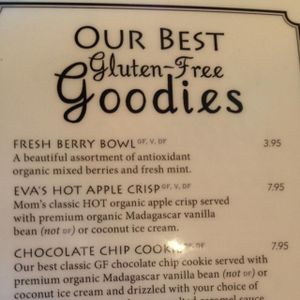 OUR BEST
Gluten-Free
Goodies
FRESH BERRY BOWL GF, V, DF 3.95
A beautiful assortment of antioxidant
organic mixed berries and fresh mint.
EVA'S HOT APPLE CRISP GF, V, DF 7.95
Mom's classic HOT organic apple crisp served
with premium organic Madagascar vanilla
bean (not DF) or coconut ice cream.
CHOCOLATE CHIP COOKIE DF 7.95
Our best classic GF chocolate chip cookie served with
premium organic Madagascar vanilla bean (not DF) or
coconut ice cream and drizzled with your choice of
caramel sauce